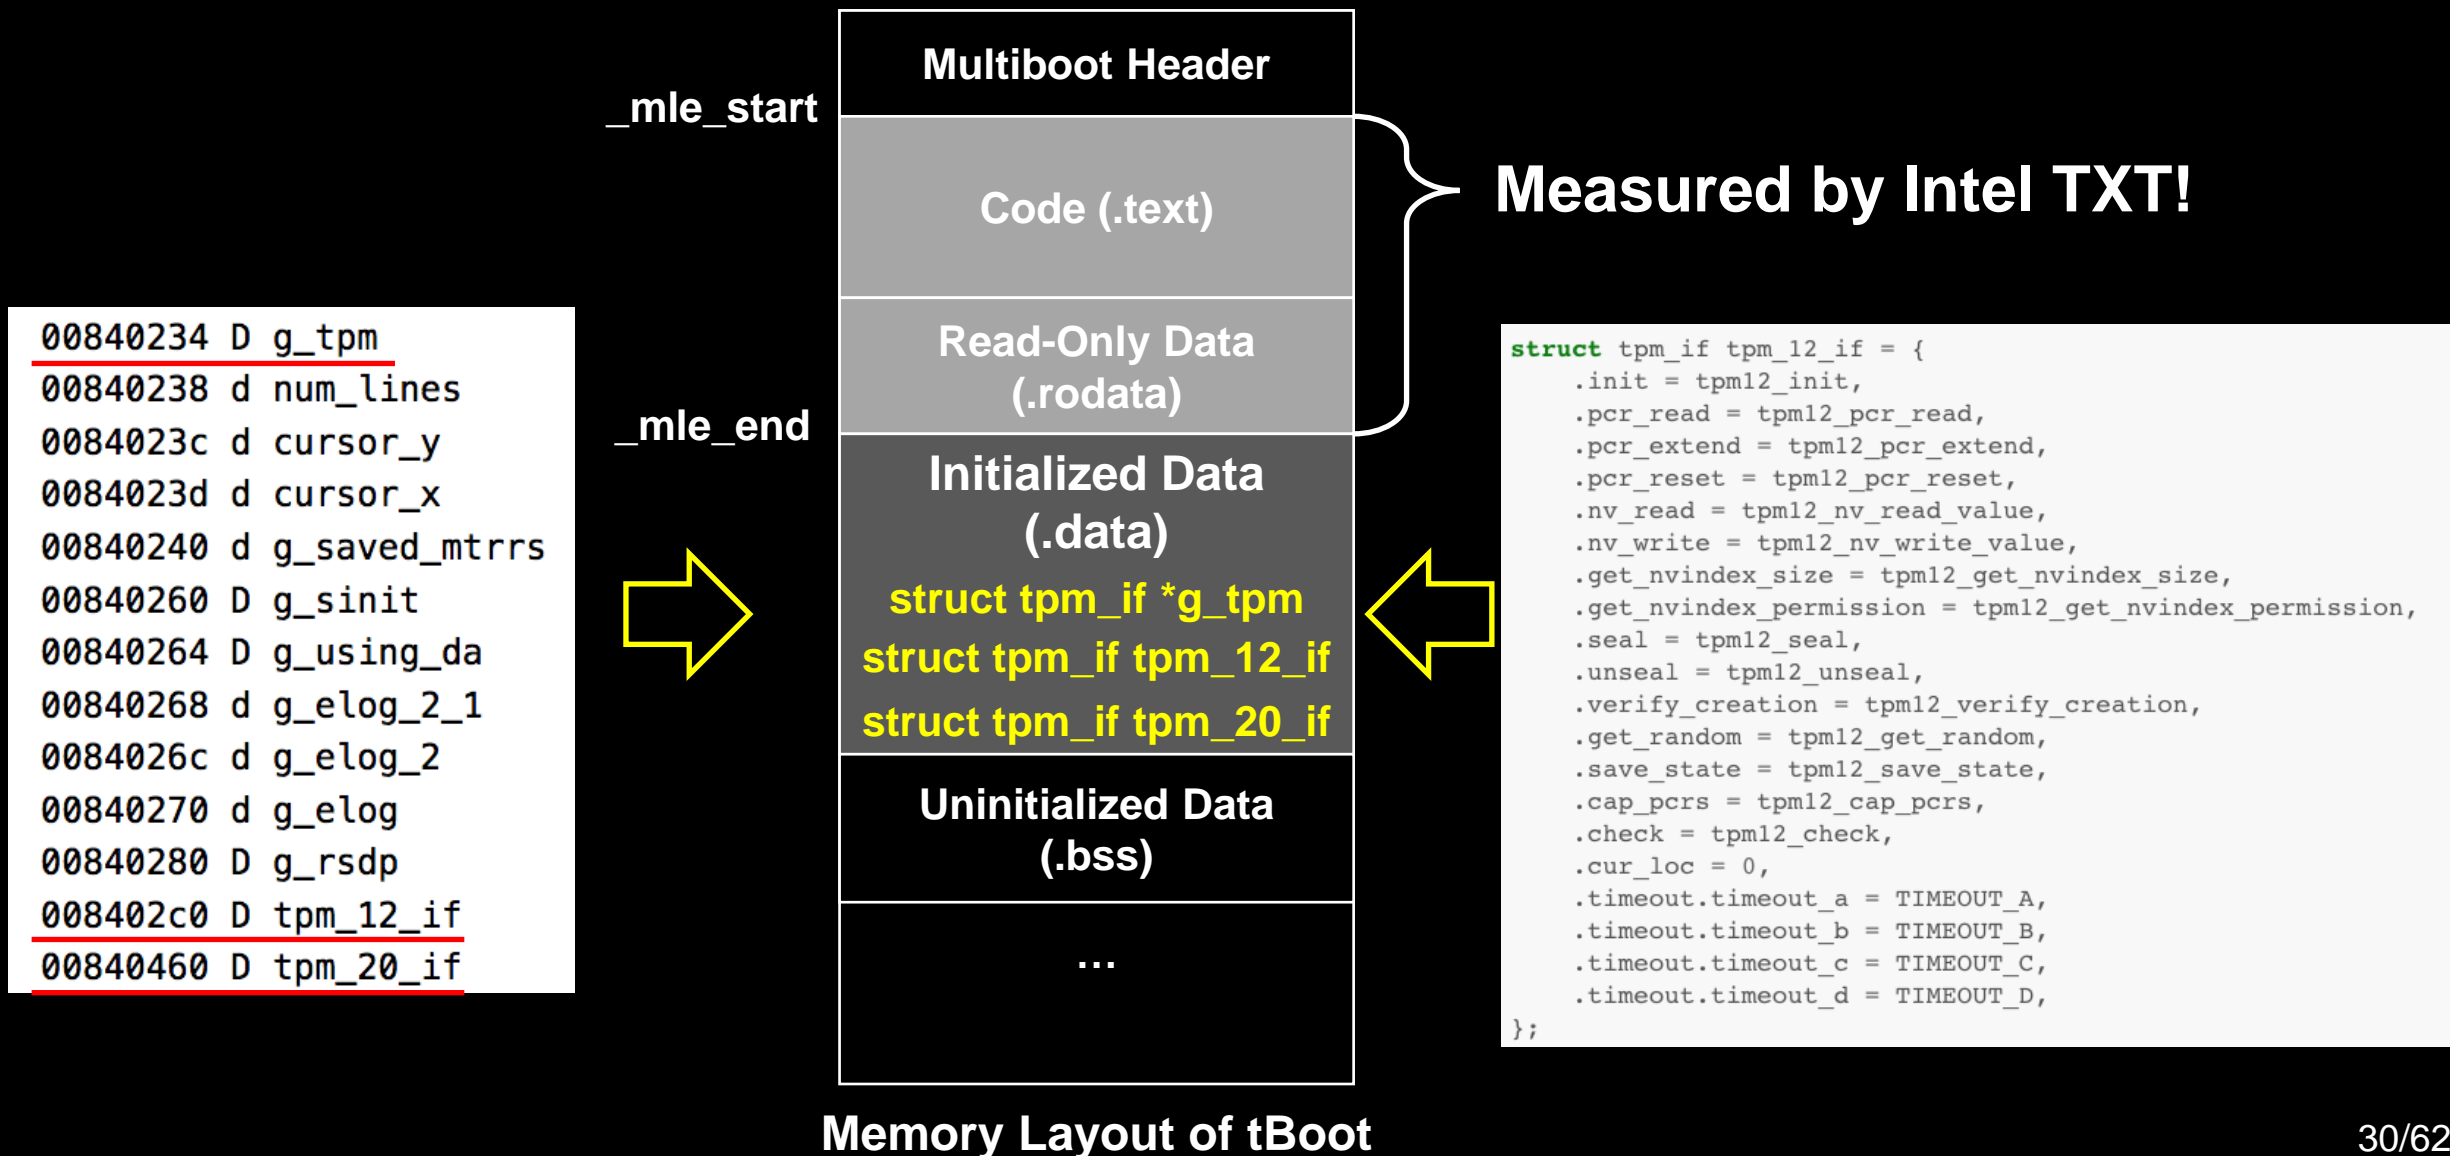 Multiboot Header
_mle_start
Code (.text)
Measured by Intel TXT!
Read-Only Data
(.rodata)
_mle_end
Initialized Data
(.data)
struct tpm_if *g_tpm
struct tpm_if tpm_12_if
struct tpm_if tpm_20_if
Uninitialized Data
(.bss)
...
00840234 D g_tpm
00840238 d num_lines
0084023c d cursor_y
0084023d d cursor_x
00840240 d g_saved_mtrrs
00840260 D g_sinit
00840264 D g_using_da
00840268 d g_elog_2_1
0084026c d g_elog_2
00840270 d g_elog
00840280 D g_rsdp
008402c0 D tpm_12_if
00840460 D tpm_20_if
struct tpm_if tpm_12_if = {
.init = tpm12_init,
.pcr_read = tpm12_pcr_read,
.pcr_extend = tpm12_pcr_extend,
.pcr_reset = tpm12_pcr_reset,
.nv_read = tpm12_nv_read_value,
.nv_write = tpm12_nv_write_value,
.get_nvindex_size = tpm12_get_nvindex_size,
.get_nvindex_permission = tpm12_get_nvindex_permission,
.seal = tpm12_seal,
.unseal = tpm12_unseal,
.verify_creation = tpm12_verify_creation,
.get_random = tpm12_get_random,
.save_state = tpm12_save_state,
.cap_pcrs = tpm12_cap_pcrs,
.check = tpm12_check,
.cur_loc = 0,
.timeout.timeout_a = TIMEOUT_A,
.timeout.timeout_b = TIMEOUT_B,
.timeout.timeout_c = TIMEOUT_C,
.timeout.timeout_d = TIMEOUT_D,
};
Memory Layout of tBoot
30/62